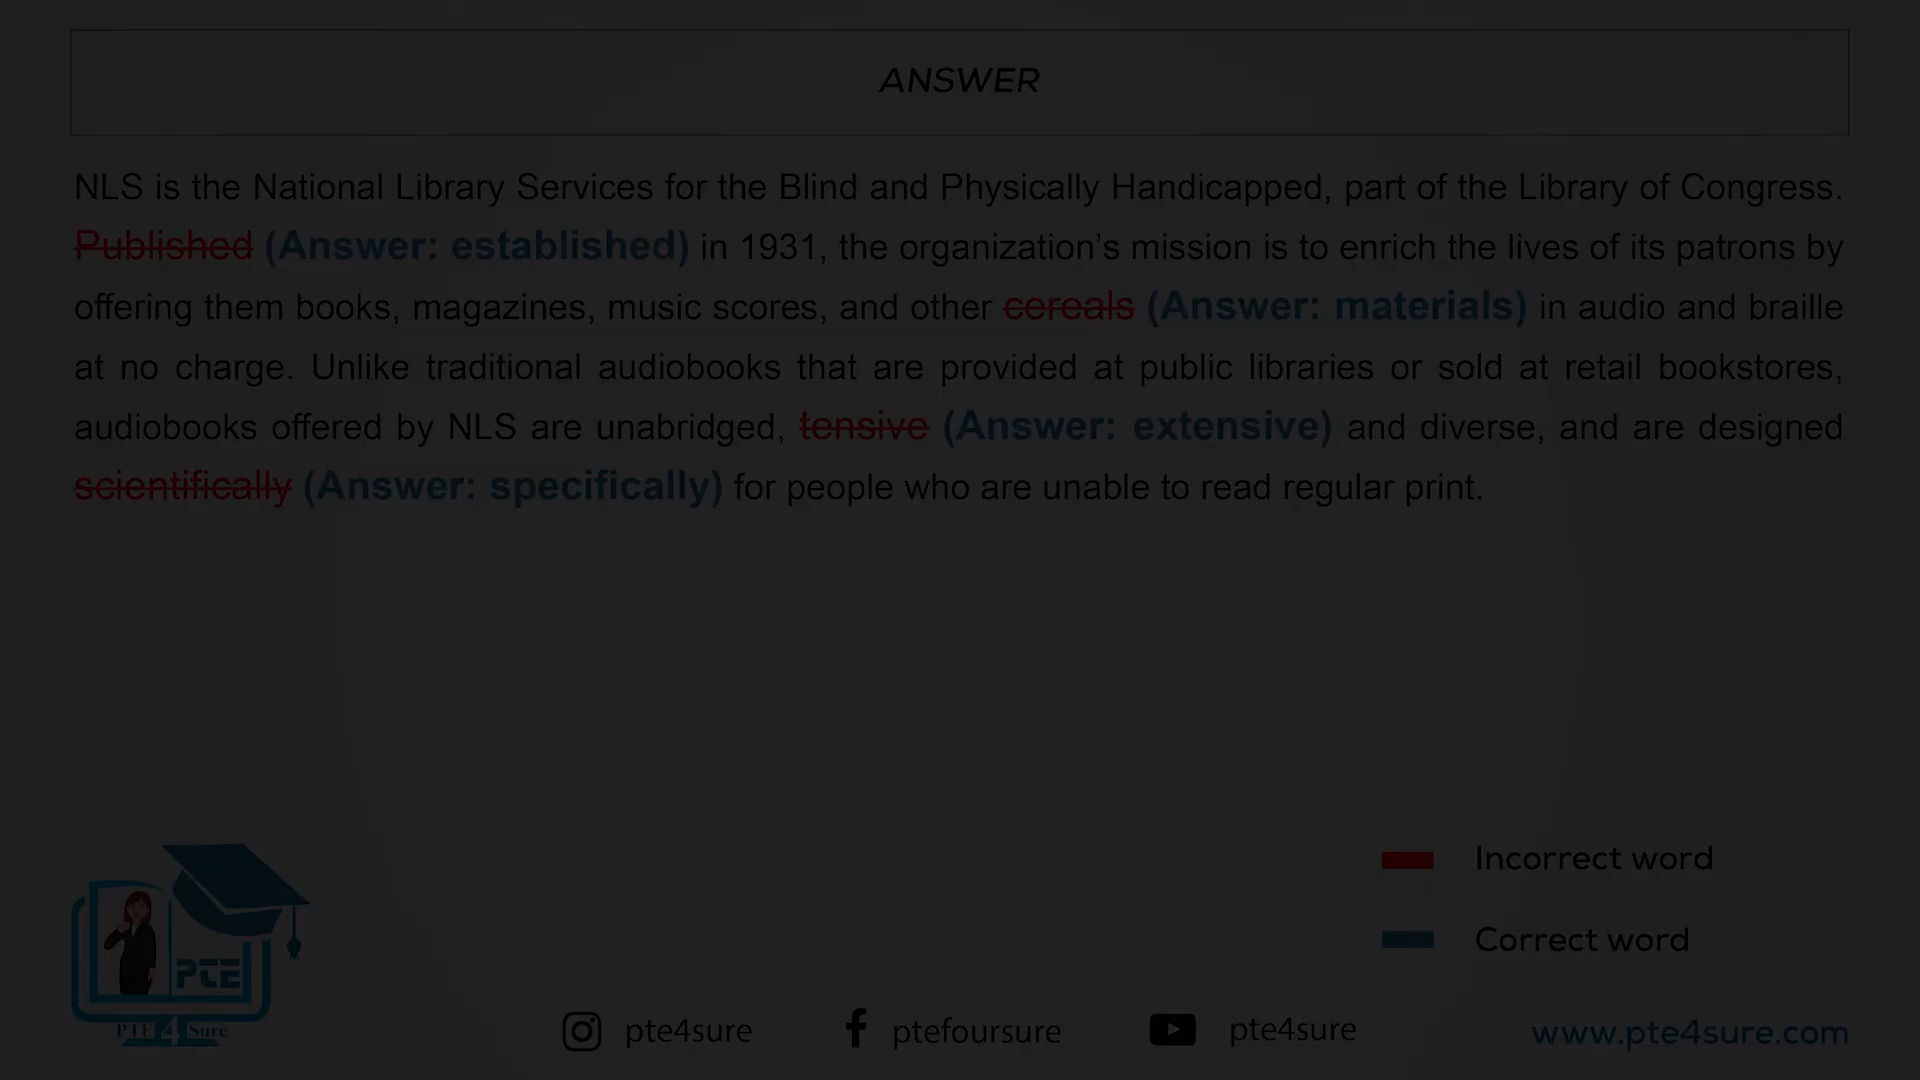 ANSWER
NLS is the National Library Services for the Blind and Physically Handicapped, part of the Library of Congress.
Published (Answer: established) in 1931, the organization’s mission is to enrich the lives of its patrons by
offering them books, magazines, music scores, and other cereals (Answer: materials) in audio and braille
at no charge. Unlike traditional audiobooks that are provided at public libraries or sold at retail bookstores,
audiobooks offered by NLS are unabridged, tensive (Answer: extensive) and diverse, and are designed
scientifically (Answer: specifically) for people who are unable to read regular print.
Incorrect word
Correct word
PTE
PTE 4 Sure
pte4sure
ptefoursure
pte4sure
www.pte4sure.com